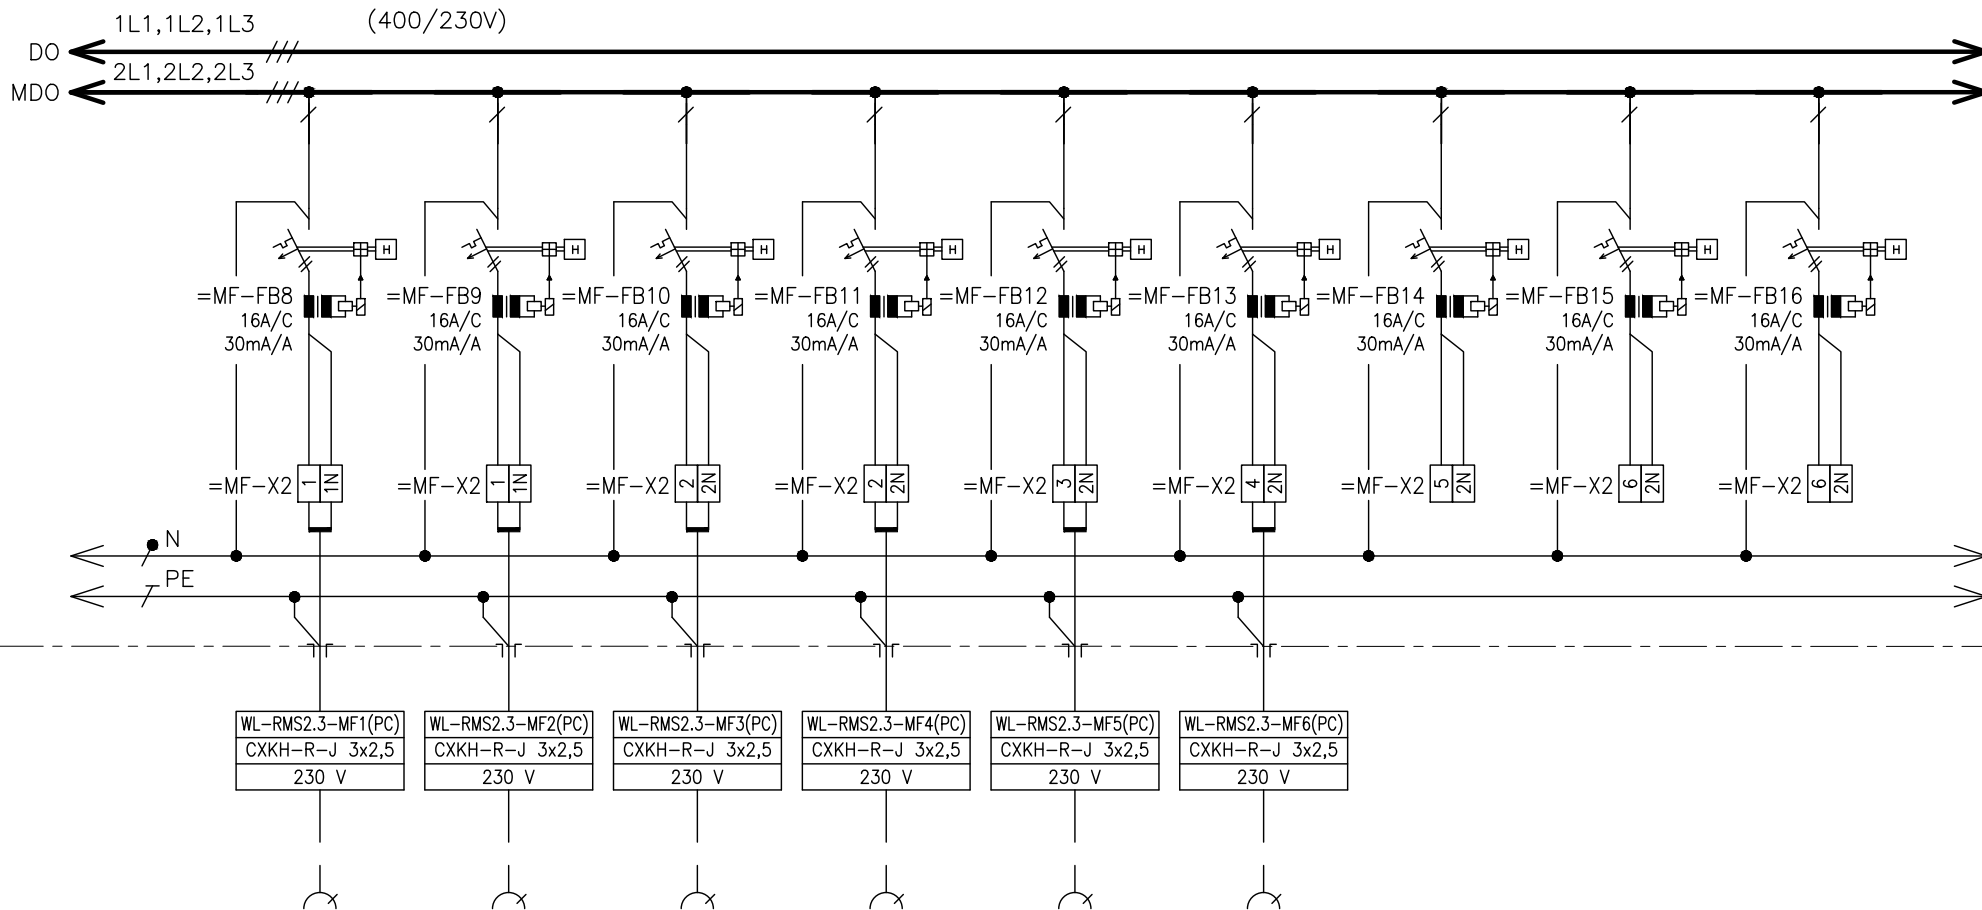 1L1,1L2,1L3 (400/230V)
DO
2L1,2L2,2L3
MDO
H H H H H H H H H
=MF-FB8 =MF-FB9 =MF-FB10 =MF-FB11 =MF-FB12 =MF-FB13 =MF-FB14 =MF-FB15 =MF-FB16
16A/C 16A/C 16A/C 16A/C 16A/C 16A/C 16A/C 16A/C 16A/C
30mA/A 30mA/A 30mA/A 30mA/A 30mA/A 30mA/A 30mA/A 30mA/A 30mA/A
=MF-X2 1 1N =MF-X2 1 1N =MF-X2 2 2N =MF-X2 2 2N =MF-X2 3 2N =MF-X2 4 2N =MF-X2 5 2N =MF-X2 6 2N =MF-X2 6 2N
N
PE
WL-RMS2.3-MF1(PC) WL-RMS2.3-MF2(PC) WL-RMS2.3-MF3(PC) WL-RMS2.3-MF4(PC) WL-RMS2.3-MF5(PC) WL-RMS2.3-MF6(PC)
CXKH-R-J 3x2,5 CXKH-R-J 3x2,5 CXKH-R-J 3x2,5 CXKH-R-J 3x2,5 CXKH-R-J 3x2,5 CXKH-R-J 3x2,5
230 V 230 V 230 V 230 V 230 V 230 V